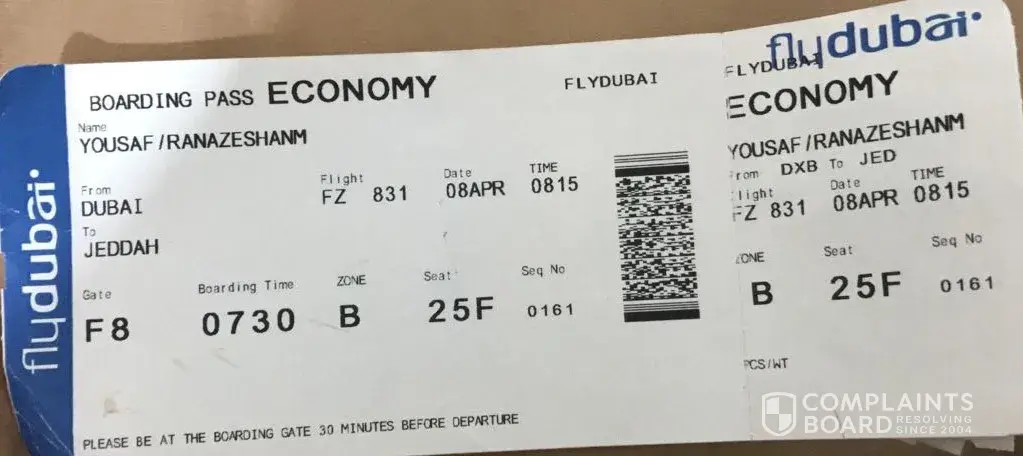 flydubai
BOARDING PASS ECONOMY
FLYDUBAI
Name
YOUSAF/RANAZESHANM
From
DUBAI
To
JEDDAH
Flight
FZ 831
Date
08APR
TIME
0815
Gate
F8
Boarding Time
0730
ZONE
B
Seat
25F
Seq No
0161
PLEASE BE AT THE BOARDING GATE 30 MINUTES BEFORE DEPARTURE
flydubai
FLYDUBAI
ECONOMY
YOUSAF/RANAZESHANM
From DXB To JED
Flight
FZ 831
Date
08APR
TIME
0815
ZONE
B
Seat
25F
Seq No
0161
PCS/WT
COMPLAINTS
BOARD RESOLVING
SINCE 2004